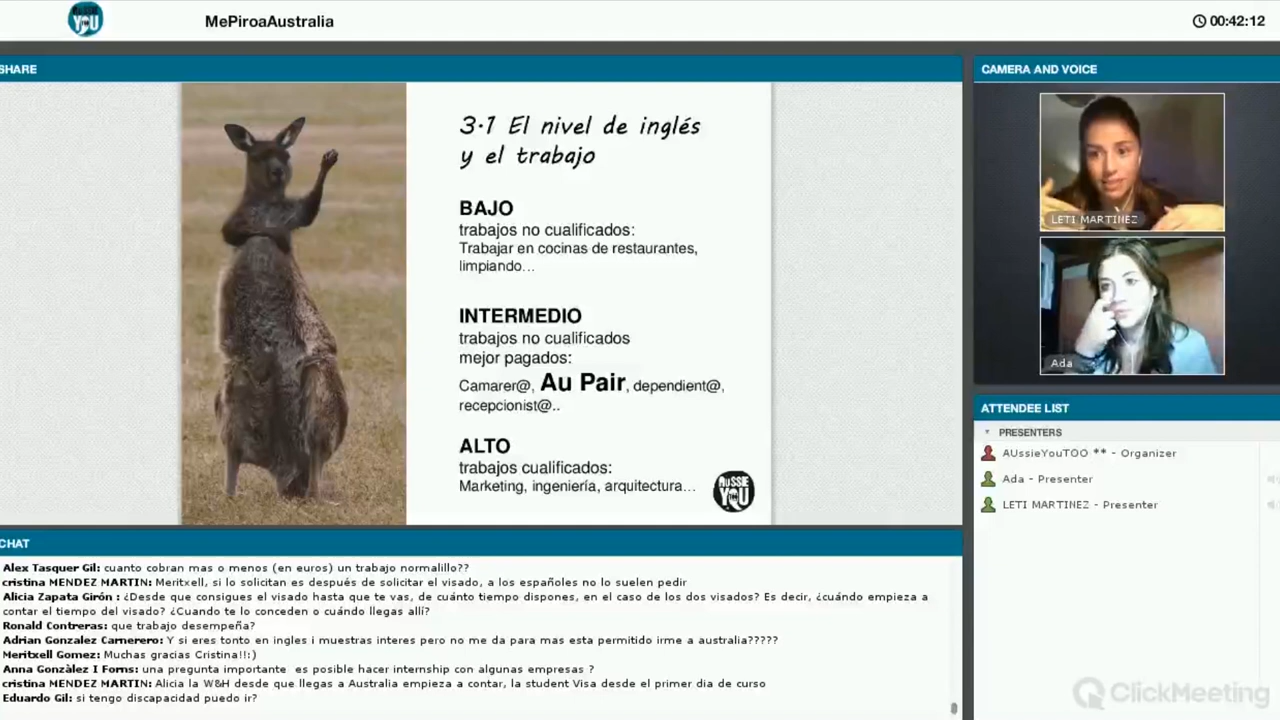 AUSSIE
YOU
MePiroaAustralia
00:42:12
SHARE
3·1 El nivel de inglés
y el trabajo
BAJO
trabajos no cualificados:
Trabajar en cocinas de restaurantes,
limpiando...
INTERMEDIO
trabajos no cualificados
mejor pagados:
Camarer@, Au Pair, dependient@,
recepcionist@..
ALTO
trabajos cualificados:
Marketing, ingeniería, arquitectura...
AUSSIE
YOU
CAMERA AND VOICE
LETI MARTINEZ
Ada
ATTENDEE LIST
PRESENTERS
AUssieYouTOO ** - Organizer
Ada - Presenter
LETI MARTINEZ - Presenter
CHAT
Alex Tasquer Gil: cuanto cobran mas o menos (en euros) un trabajo normalillo??
cristina MENDEZ MARTIN: Meritxell, si lo solicitan es después de solicitar el visado, a los españoles no lo suelen pedir
Alicia Zapata Girón : ¿Desde que consigues el visado hasta que te vas, de cuánto tiempo dispones, en el caso de los dos visados? Es decir, ¿cuándo empieza a
contar el tiempo del visado? ¿Cuando te lo conceden o cuándo llegas allí?
Ronald Contreras: que trabajo desempeña?
Adrian Gonzalez Carnerero: Y si eres tonto en ingles i muestras interes pero no me da para mas esta permitido irme a australia?????
Meritxell Gomez: Muchas gracias Cristina!!:)
Anna Gonzàlez I Forns: una pregunta importante  es posible hacer internship con algunas empresas ?
cristina MENDEZ MARTIN: Alicia la W&H desde que llegas a Australia empieza a contar, la student Visa desde el primer dia de curso
Eduardo Gil: si tengo discapacidad puedo ir?
ClickMeeting